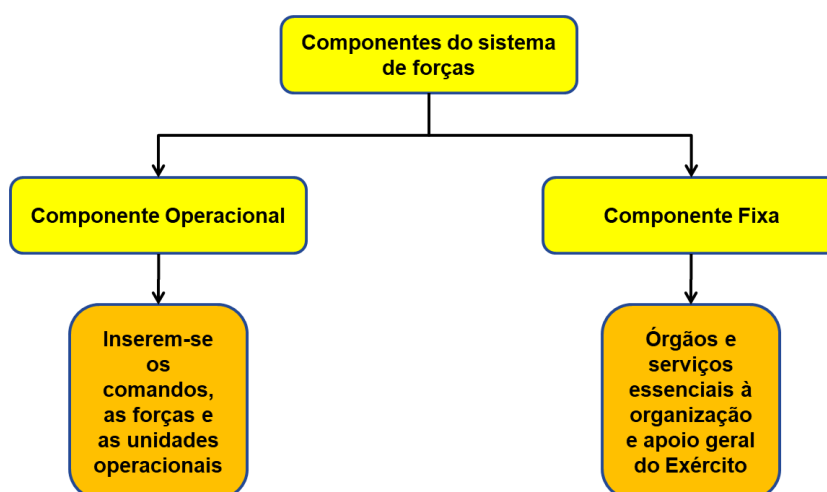 Componentes do sistema
de forças
Componente Operacional
Componente Fixa
Inserem-se
os
comandos,
as forças e
as unidades
operacionais
Órgãos e
serviços
essenciais à
organização
e apoio geral
do Exército